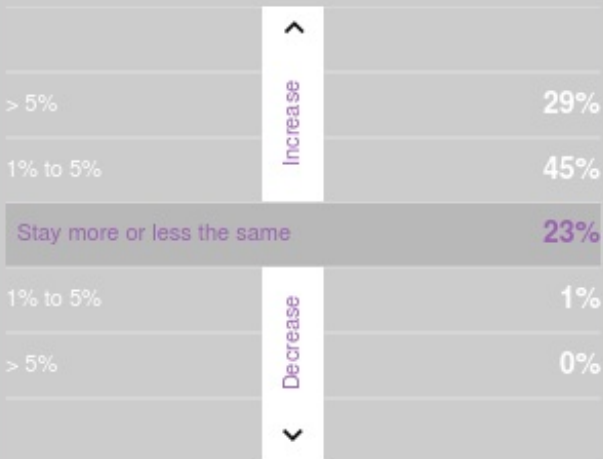 Increase
> 5% 29%
1% to 5% 45%
Stay more or less the same 23%
Decrease
1% to 5% 1%
> 5% 0%